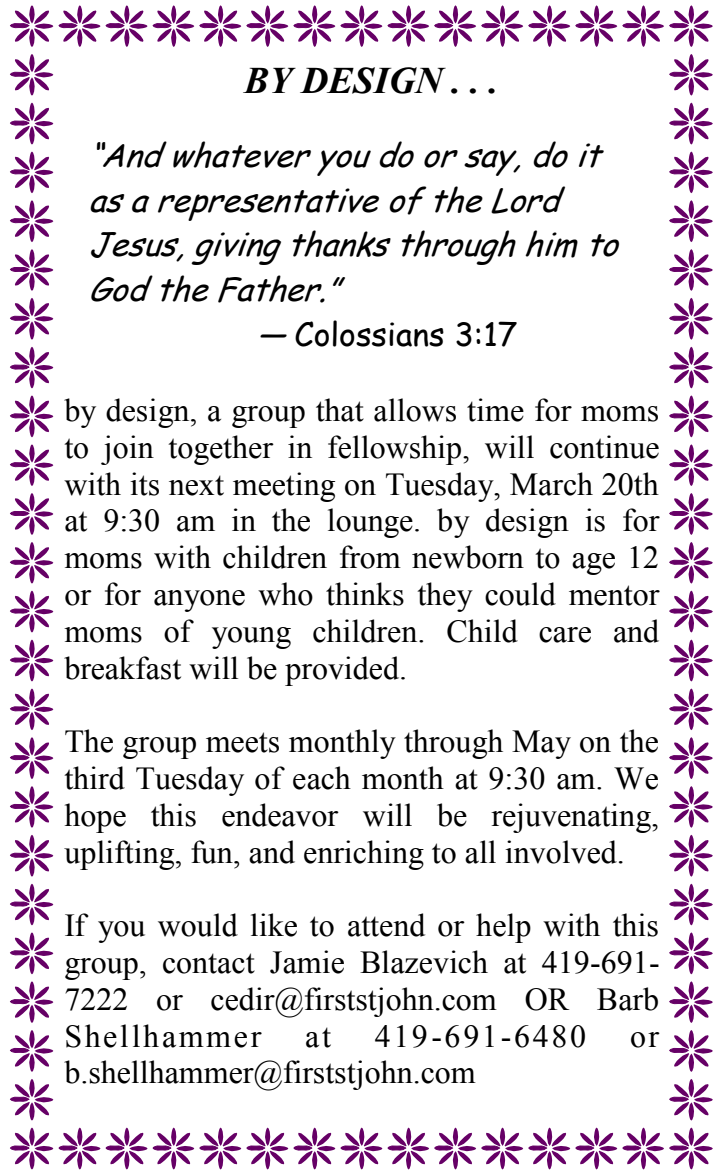 BY DESIGN . . .
“And whatever you do or say, do it
as a representative of the Lord
Jesus, giving thanks through him to
God the Father.”
— Colossians 3:17
by design, a group that allows time for moms
to join together in fellowship, will continue
with its next meeting on Tuesday, March 20th
at 9:30 am in the lounge. by design is for
moms with children from newborn to age 12
or for anyone who thinks they could mentor
moms of young children. Child care and
breakfast will be provided.
The group meets monthly through May on the
third Tuesday of each month at 9:30 am. We
hope this endeavor will be rejuvenating,
uplifting, fun, and enriching to all involved.
If you would like to attend or help with this
group, contact Jamie Blazevich at 419-691-
7222 or cedir@firststjohn.com OR Barb
Shellhammer at 419-691-6480 or
b.shellhammer@firststjohn.com